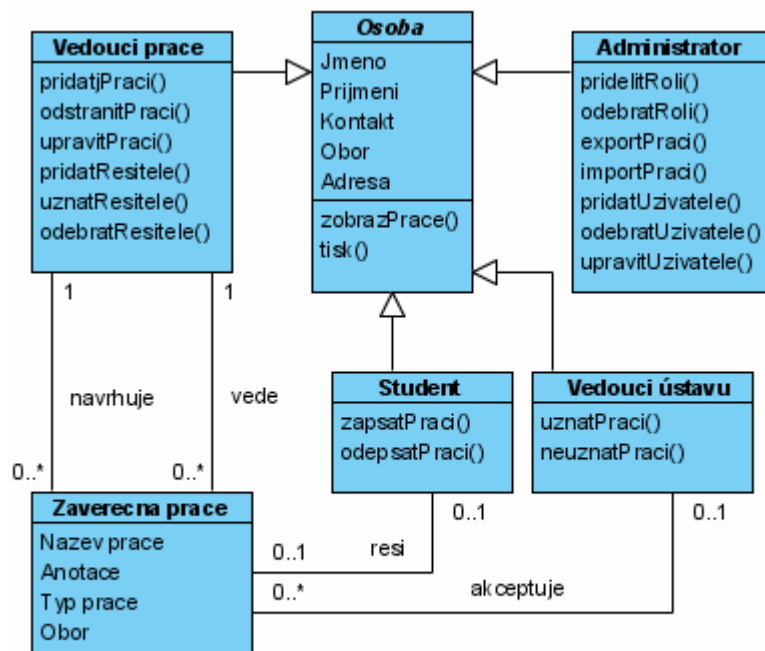 Vedouci prace
pridatjPraci()
odstranitPraci()
upravitPraci()
pridatResitele()
uznatResitele()
odebratResitele()
Osoba
Jmeno
Prijmeni
Kontakt
Obor
Adresa
zobrazPrace()
tisk()
Administrator
pridelitRoli()
odebratRoli()
exportPraci()
importPraci()
pridatUzivatele()
odebratUzivatele()
upravitUzivatele()
1
1
navrhuje
vede
0..*
0..*
Student
zapsatPraci()
odepsatPraci()
Vedouci ústavu
uznatPraci()
neuznatPraci()
0..1
0..1
Zaverecna prace
Nazev prace
Anotace
Typ prace
Obor
0..1
resi
0..*
akceptuje